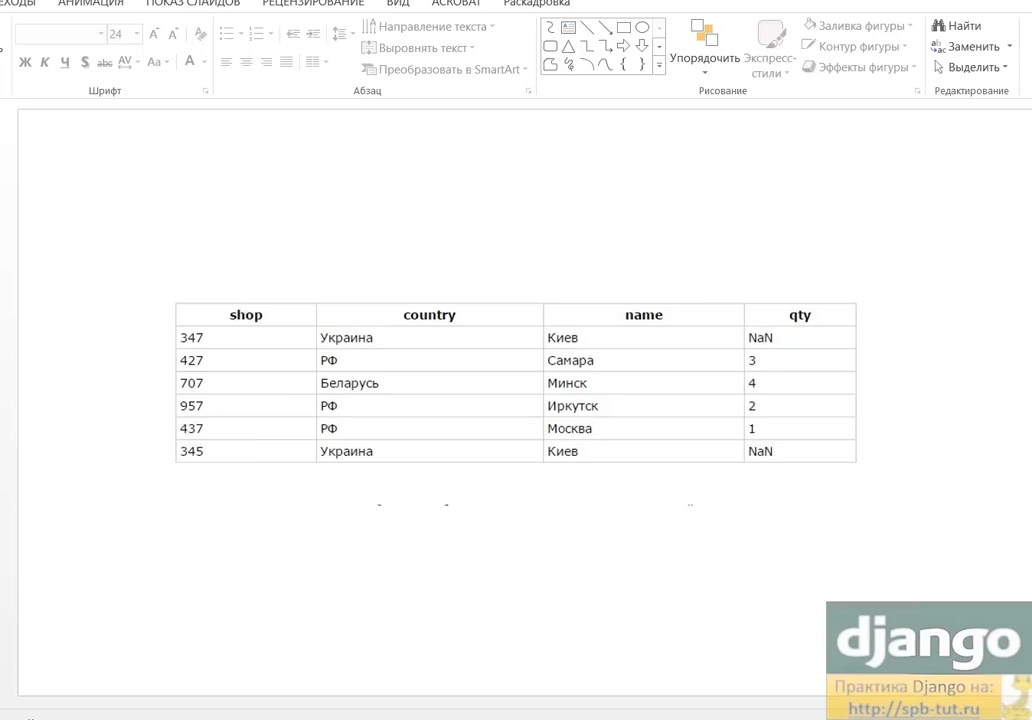 ЕХОДЫ АНИМАЦИЯ ПОКАЗ СЛАЙДОВ РЕЦЕНЗИРОВАНИЕ ВИД ACROBAT Раскадровка
24 Направление текста Заливка фигуры Найти
Выровнять текст Контур фигуры Заменить
Ж К Ч S abc AV Aa А Преобразовать в SmartArt Упорядочить Экспресс-стили Эффекты фигуры Выделить
Шрифт Абзац Рисование Редактирование
shop country name qty
347 Украина Киев NaN
427 РФ Самара 3
707 Беларусь Минск 4
957 РФ Иркутск 2
437 РФ Москва 1
345 Украина Киев NaN
django
Практика Django на:
http://spb-tut.ru